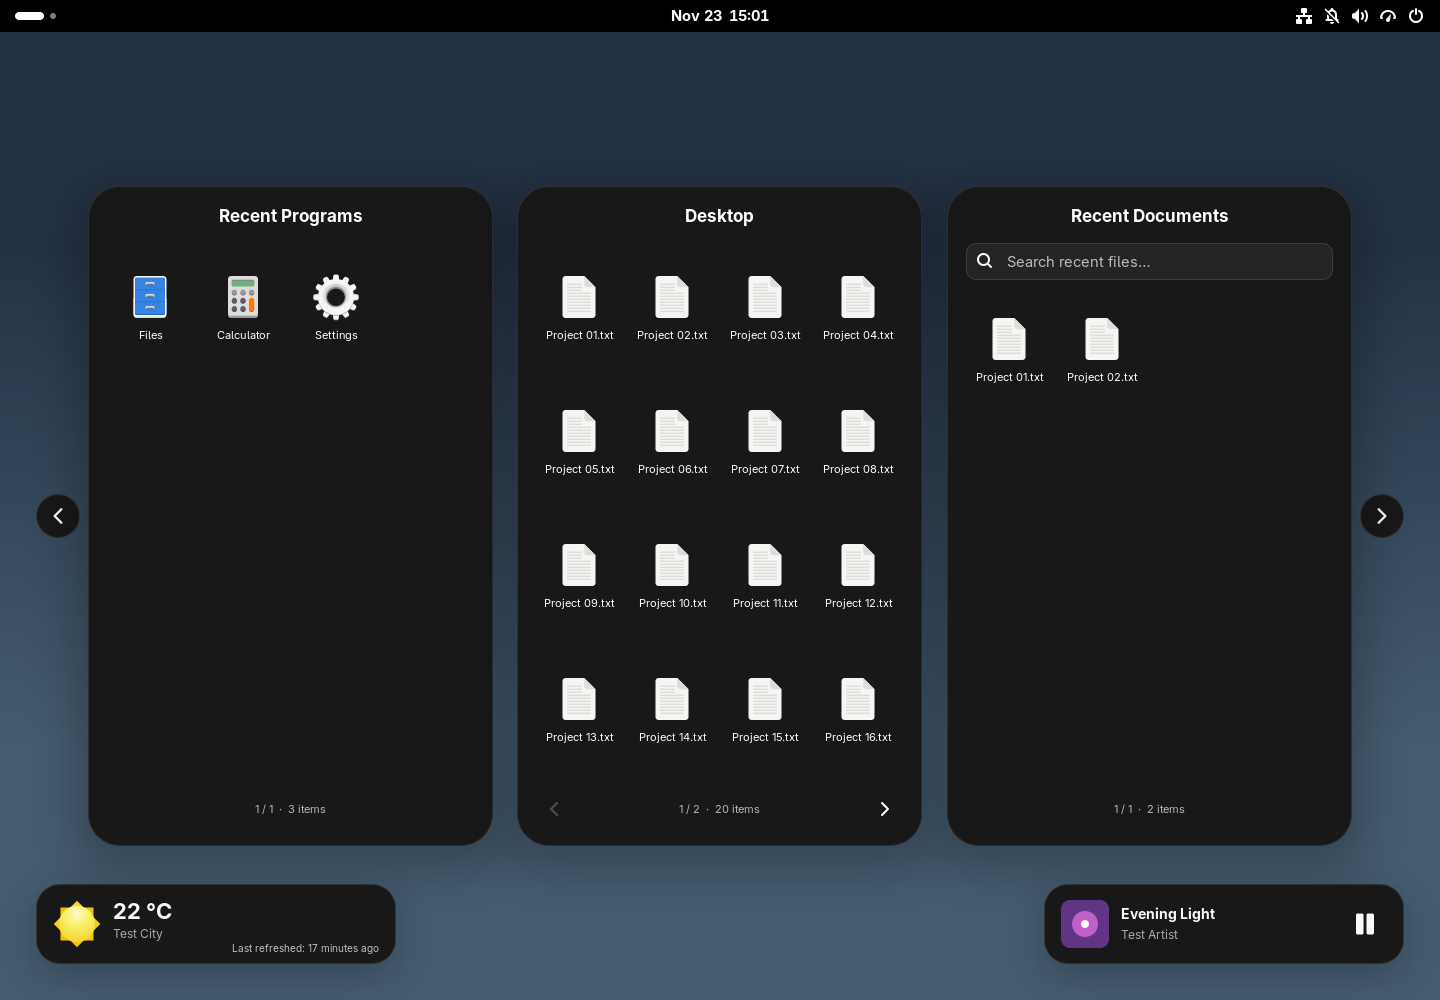 Nov 23 15:01
Recent Programs
Files
Calculator
Settings
1 / 1 · 3 items
Desktop
Project 01.txt
Project 02.txt
Project 03.txt
Project 04.txt
Project 05.txt
Project 06.txt
Project 07.txt
Project 08.txt
Project 09.txt
Project 10.txt
Project 11.txt
Project 12.txt
Project 13.txt
Project 14.txt
Project 15.txt
Project 16.txt
1 / 2 · 20 items
Recent Documents
Search recent files...
Project 01.txt
Project 02.txt
1 / 1 · 2 items
22 °C
Test City
Last refreshed: 17 minutes ago
Evening Light
Test Artist